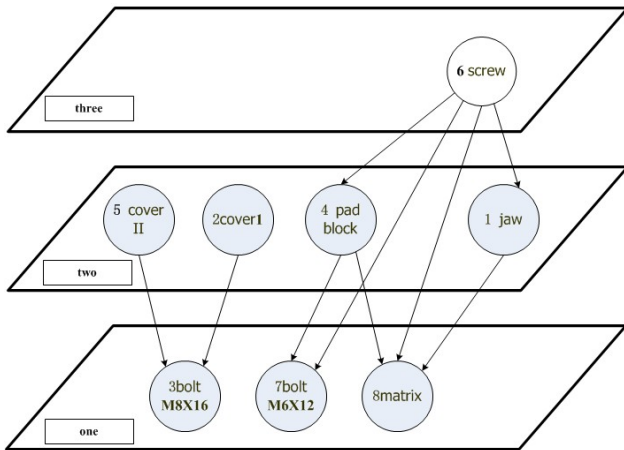 6 screw
three
5 cover
II
2cover1
4 pad
block
1 jaw
two
3bolt
M8X16
7bolt
M6X12
8matrix
one